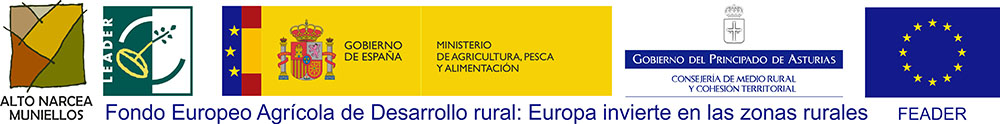 ALTO NARCEA
MUNIELLOS
LEADER
GOBIERNO
DE ESPAÑA
MINISTERIO
DE AGRICULTURA, PESCA
Y ALIMENTACIÓN
GOBIERNO DEL PRINCIPADO DE ASTURIAS
CONSEJERÍA DE MEDIO RURAL
Y COHESIÓN TERRITORIAL
Fondo Europeo Agrícola de Desarrollo rural: Europa invierte en las zonas rurales
FEADER